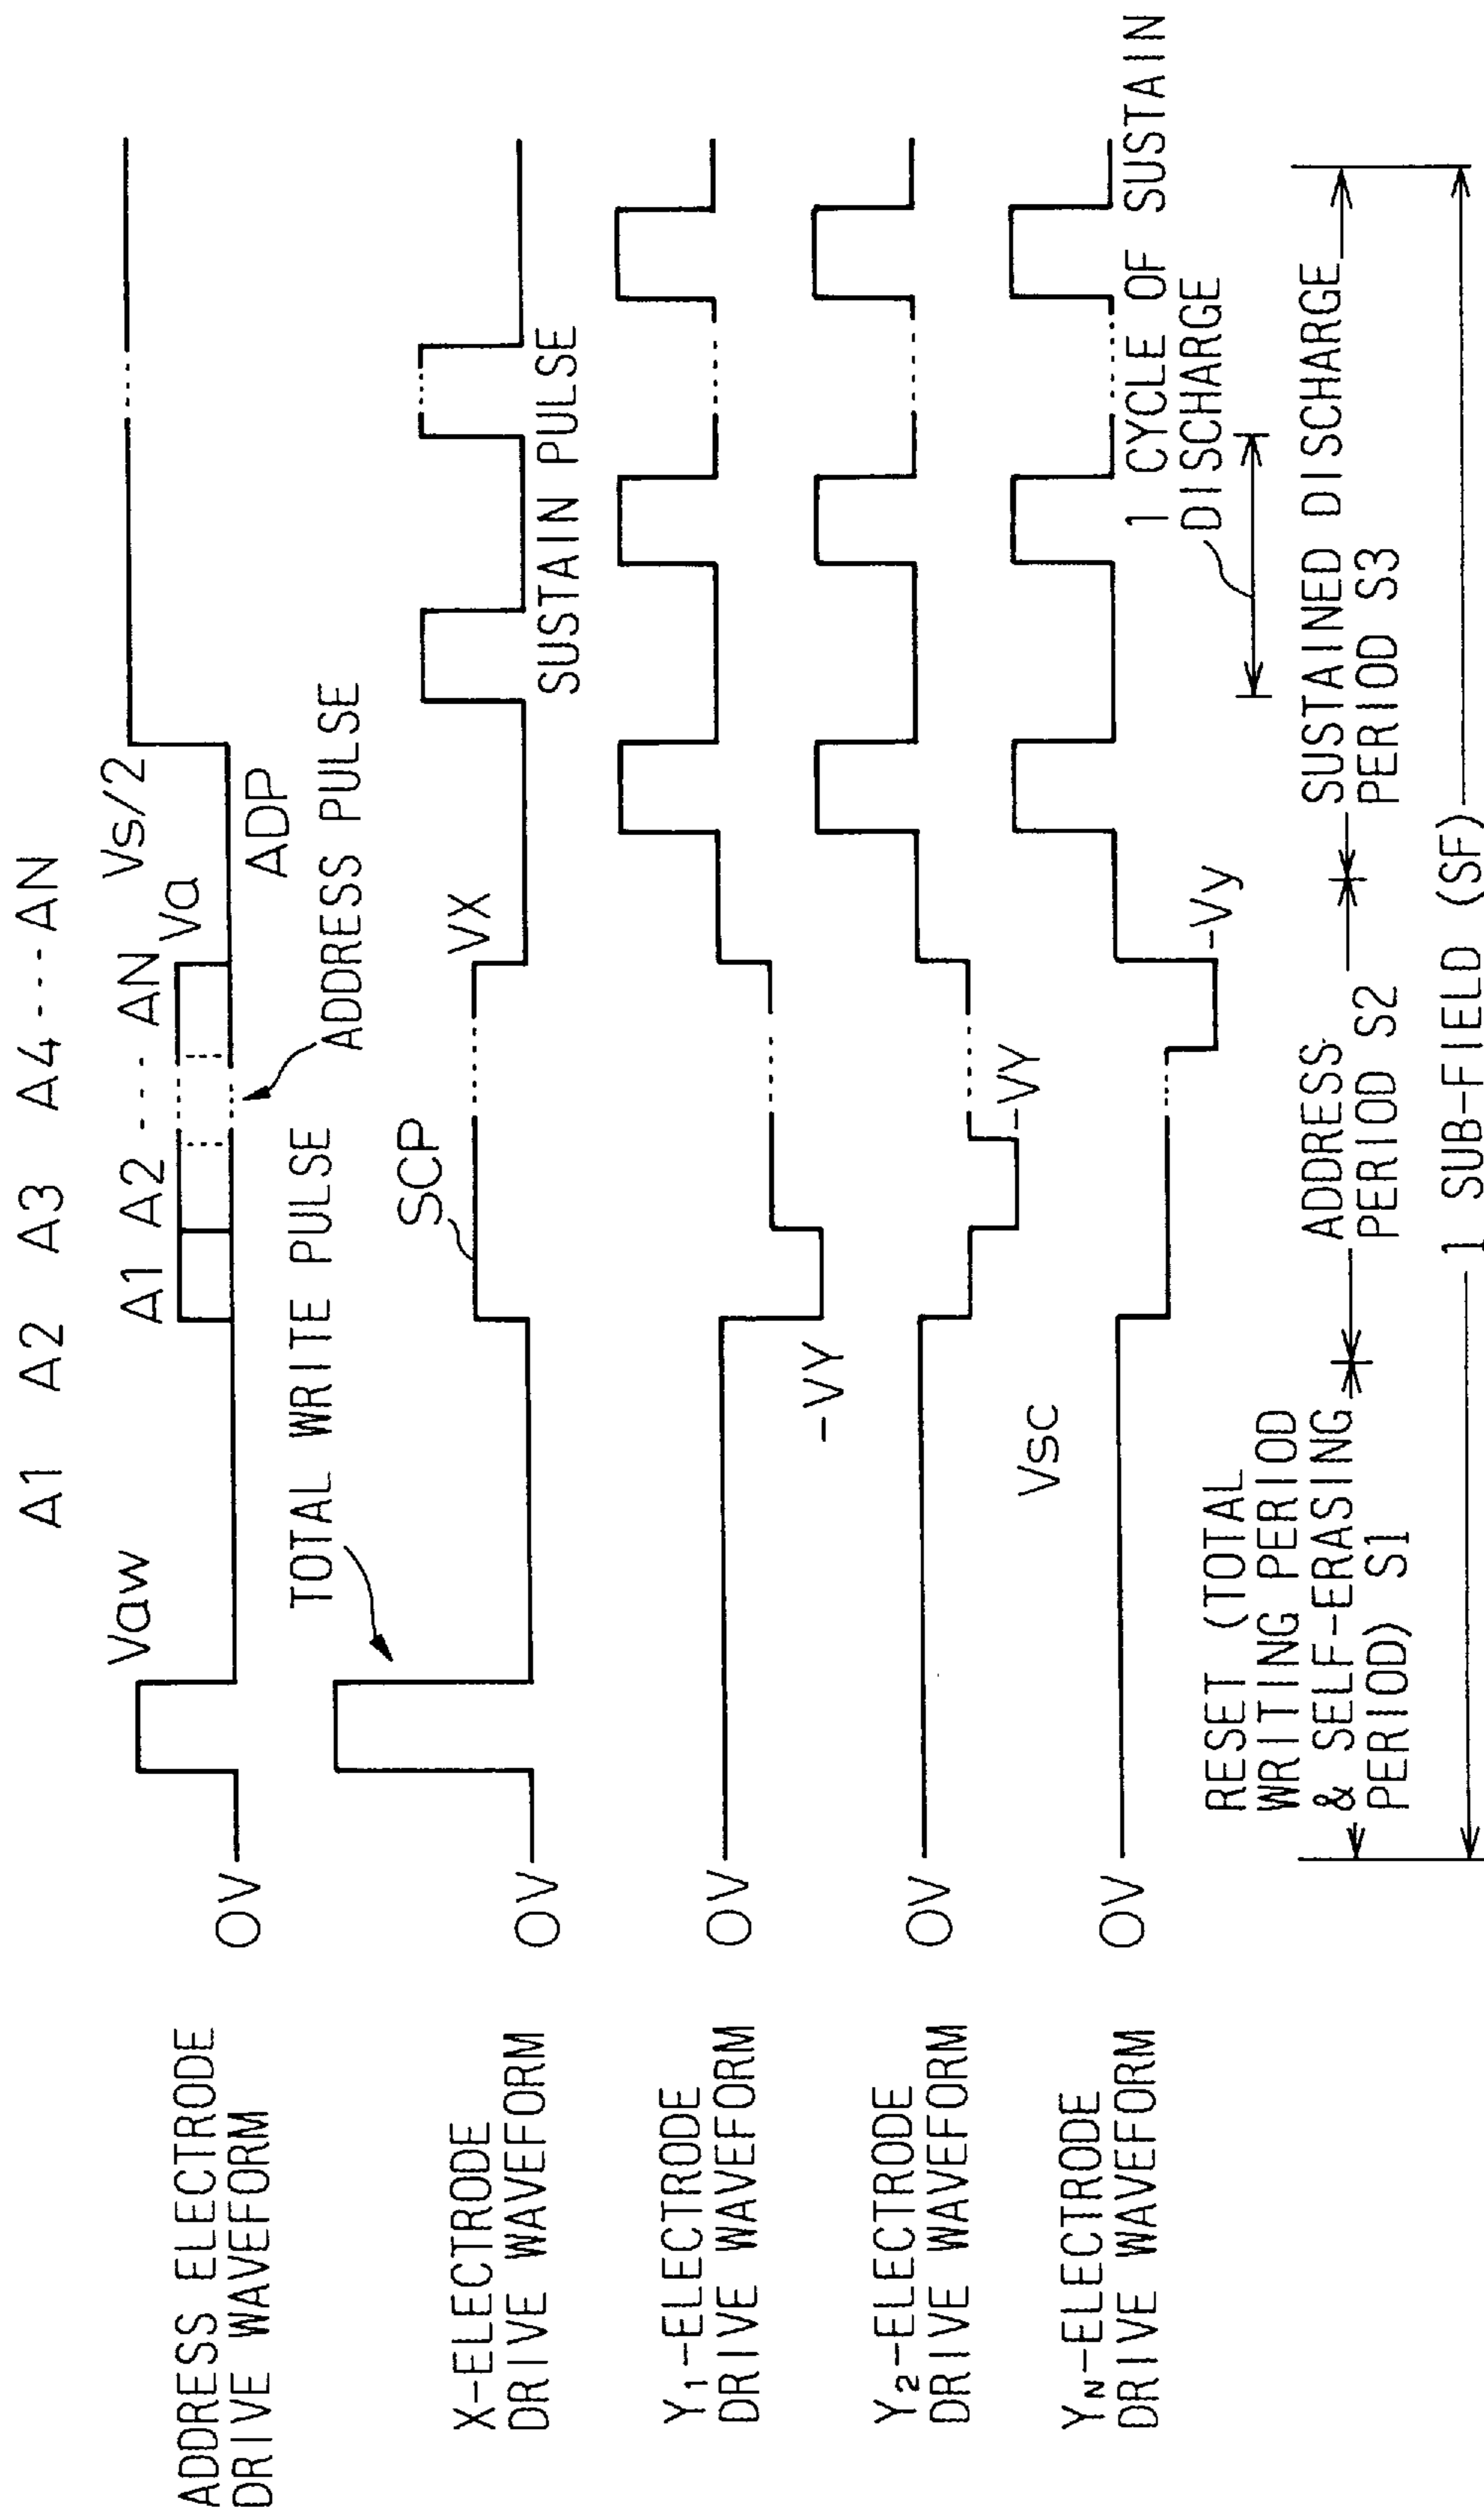 A1 A2 A3 A4---AN
Vaw
A1 A2 --- AN
Va
Vs/2
ADP
ADDRESS PULSE
ADDRESS ELECTRODE
DRIVE WAVEFORM
0V
TOTAL WRITE PULSE
SCP
VX
SUSTAIN PULSE
X-ELECTRODE
DRIVE WAVEFORM
0V
Y1-ELECTRODE
DRIVE WAVEFORM
0V
-VY
Y2-ELECTRODE
DRIVE WAVEFORM
0V
-VY
Vsc
YN-ELECTRODE
DRIVE WAVEFORM
0V
-Vy
1 CYCLE OF SUSTAIN
DISCHARGE
RESET (TOTAL
WRITING PERIOD
& SELF-ERASING
PERIOD) S1
ADDRESS
PERIOD S2
SUSTAINED DISCHARGE
PERIOD S3
1 SUB-FIELD (SF)